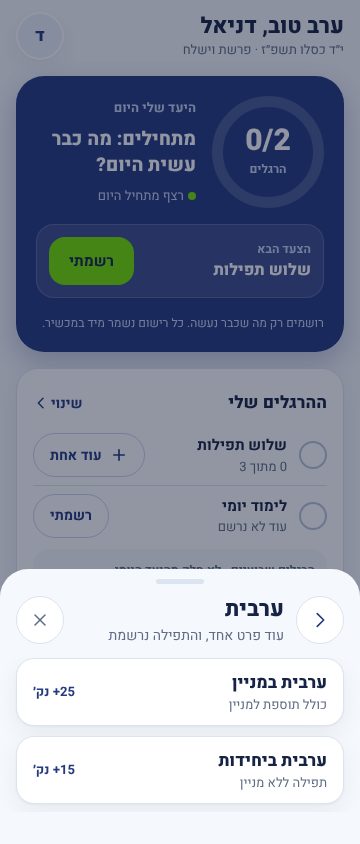 ערב טוב, דניאל
ד
י״ד כסלו תשפ״ז · פרשת וישלח
היעד שלי היום
מתחילים: מה כבר
עשית היום?
רצף מתחיל היום
0/2
הרגלים
הצעד הבא
שלוש תפילות
רשמתי
רושמים רק מה שכבר נעשה. כל רישום נשמר מיד במכשיר.
ההרגלים שלי
שינוי
שלוש תפילות
0 מתוך 3
עוד אחת
לימוד יומי
עוד לא נרשם
רשמתי
ערבית
עוד פרט אחד, והתפילה נרשמת
ערבית במניין
כולל תוספת למניין
+25 נק׳
ערבית ביחידות
תפילה ללא מניין
+15 נק׳